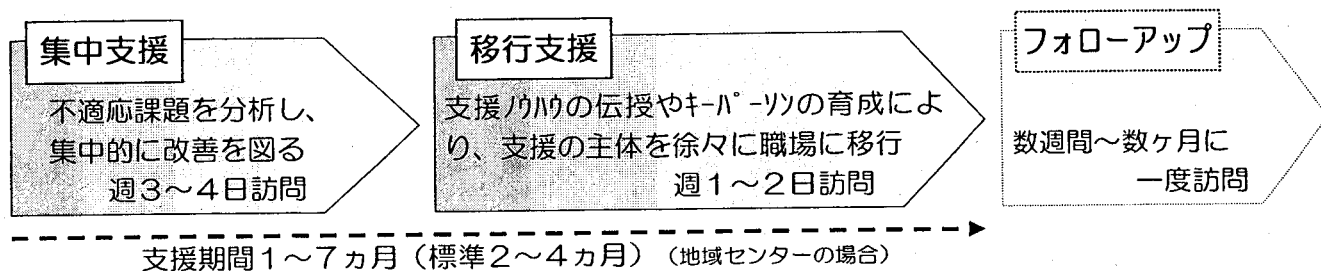 集中支援
不適応課題を分析し、
集中的に改善を図る
週３～４日訪問
移行支援
支援ﾉｳﾊｳの伝授やｷｰﾊﾟｰｿﾝの育成によ
り、支援の主体を徐々に職場に移行
週１～２日訪問
フォローアップ
数週間～数ヶ月に
一度訪問
支援期間１～７ヵ月（標準２～４ヵ月）（地域センターの場合）